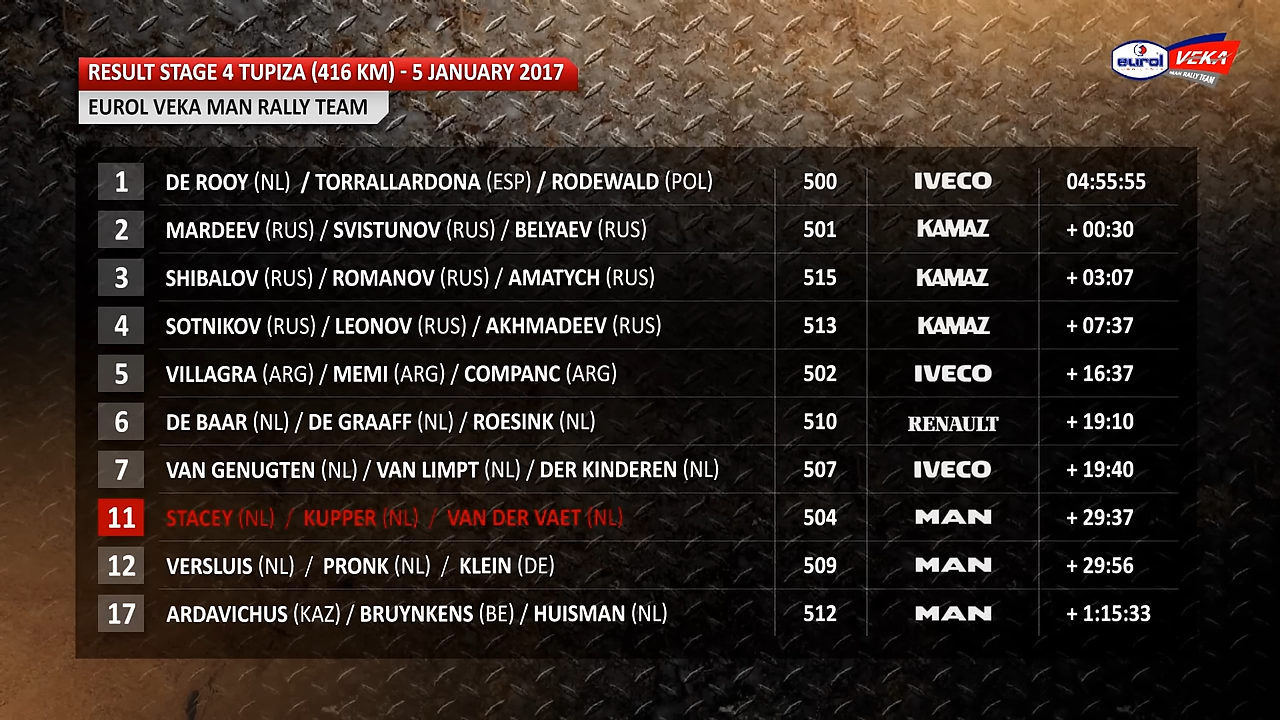 RESULT STAGE 4 TUPIZA (416 KM) - 5 JANUARY 2017
EUROL VEKA MAN RALLY TEAM
eurol VEKA
MAN RALLY TEAM
1 DE ROOY (NL) / TORRALLARDONA (ESP) / RODEWALD (POL) 500 IVECO 04:55:55
2 MARDEEV (RUS) / SVISTUNOV (RUS) / BELYAEV (RUS) 501 KAMAZ + 00:30
3 SHIBALOV (RUS) / ROMANOV (RUS) / AMATYCH (RUS) 515 KAMAZ + 03:07
4 SOTNIKOV (RUS) / LEONOV (RUS) / AKHMADEEV (RUS) 513 KAMAZ + 07:37
5 VILLAGRA (ARG) / MEMI (ARG) / COMPANC (ARG) 502 IVECO + 16:37
6 DE BAAR (NL) / DE GRAAFF (NL) / ROESINK (NL) 510 RENAULT + 19:10
7 VAN GENUGTEN (NL) / VAN LIMPT (NL) / DER KINDEREN (NL) 507 IVECO + 19:40
11 STACEY (NL) / KUPPER (NL) / VAN DER VAET (NL) 504 MAN + 29:37
12 VERSLUIS (NL) / PRONK (NL) / KLEIN (DE) 509 MAN + 29:56
17 ARDAVICHUS (KAZ) / BRUYNKENS (BE) / HUISMAN (NL) 512 MAN + 1:15:33